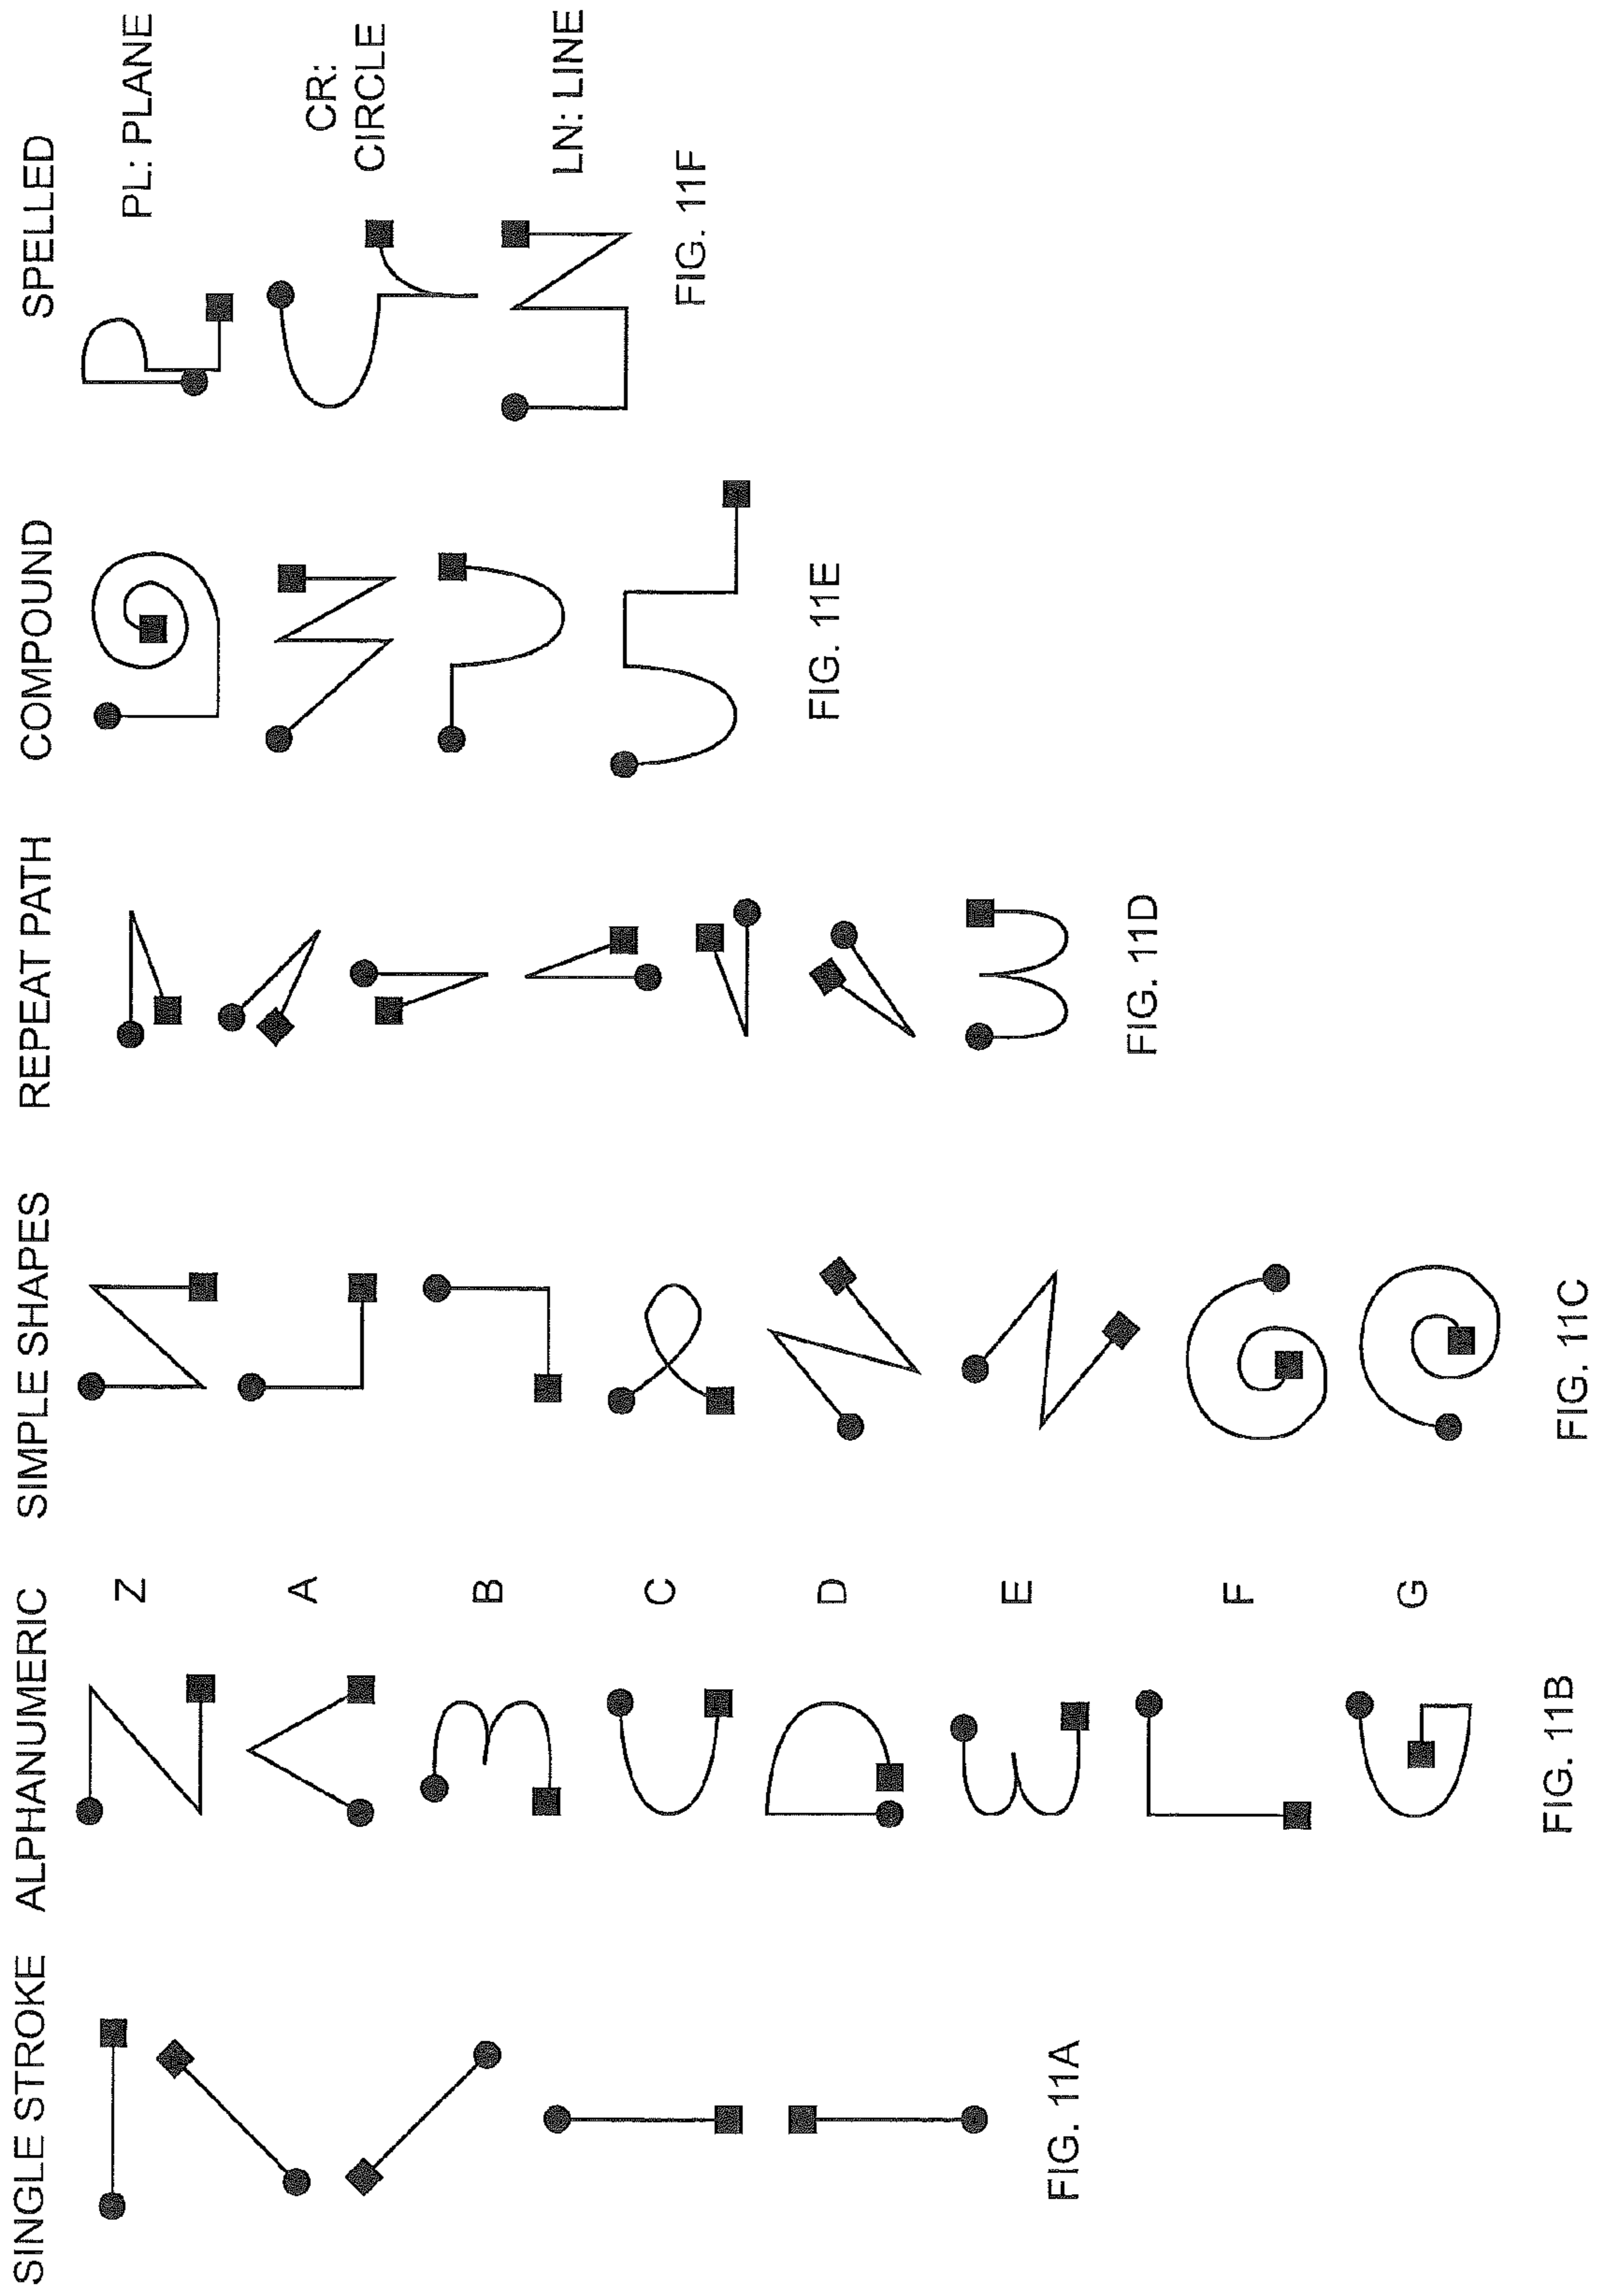 SINGLE STROKE
FIG. 11A
ALPHANUMERIC
Z
A
B
C
D
E
F
G
FIG. 11B
SIMPLE SHAPES
FIG. 11C
REPEAT PATH
FIG. 11D
COMPOUND
FIG. 11E
SPELLED
PL: PLANE
CR:
CIRCLE
LN: LINE
FIG. 11F